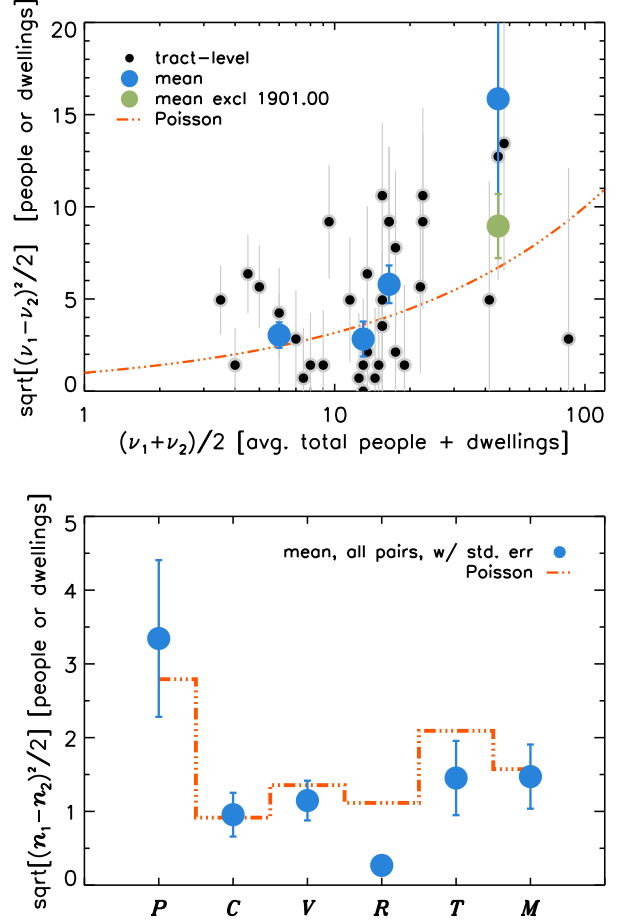 20
15
10
5
0
sqrt[(ν₁−ν₂)²/2] [people or dwellings]
tract−level
mean
mean excl 1901.00
Poisson
1 10 100
(ν₁+ν₂)/2 [avg. total people + dwellings]
5
4
3
2
1
0
sqrt[(n₁−n₂)²/2] [people or dwellings]
mean, all pairs, w/ std. err
Poisson
P C V R T M